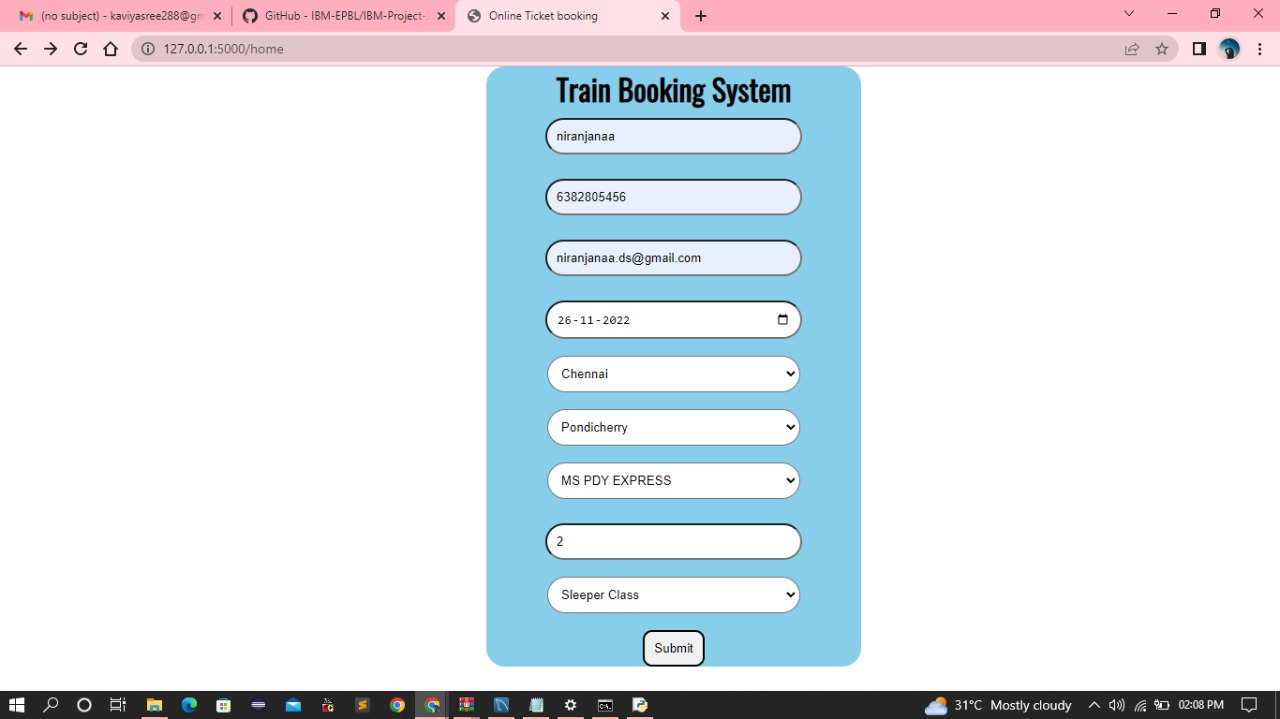 (no subject) - kaviyasree288@gm
GitHub - IBM-EPBL/IBM-Project-
Online Ticket booking
127.0.0.1:5000/home
Train Booking System
niranjanaa
6382805456
niranjanaa.ds@gmail.com
26-11-2022
Chennai
Pondicherry
MS PDY EXPRESS
2
Sleeper Class
Submit
31°C Mostly cloudy
02:08 PM